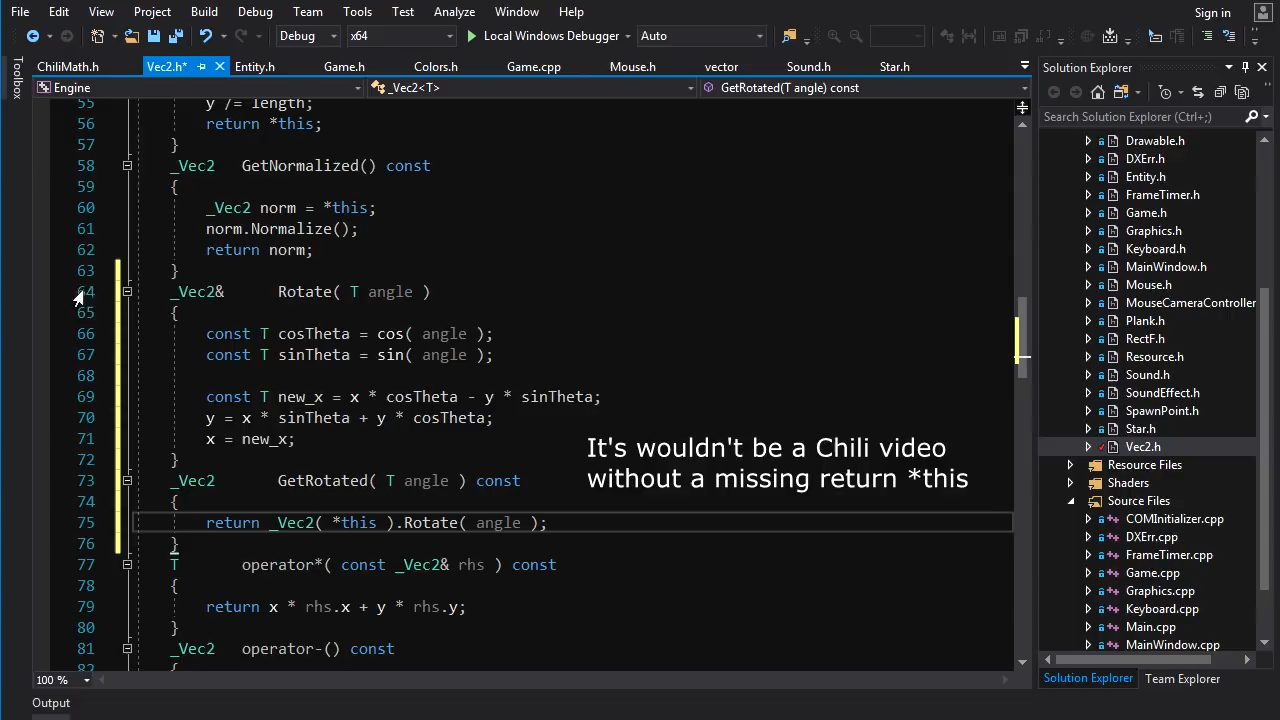 File Edit View Project Build Debug Team Tools Test Analyze Window Help Sign in
Debug x64 Local Windows Debugger Auto
Toolbox
ChiliMath.h Vec2.h* Entity.h Game.h Colors.h Game.cpp Mouse.h vector Sound.h Star.h
Engine _Vec2<T> GetRotated(T angle) const
55 y /= length;
56 return *this;
57 }
58 _Vec2 GetNormalized() const
59 {
60 _Vec2 norm = *this;
61 norm.Normalize();
62 return norm;
63 }
64 _Vec2& Rotate( T angle )
65 {
66 const T cosTheta = cos( angle );
67 const T sinTheta = sin( angle );
68
69 const T new_x = x * cosTheta - y * sinTheta;
70 y = x * sinTheta + y * cosTheta;
71 x = new_x;
72 }
73 _Vec2 GetRotated( T angle ) const
74 {
75 return _Vec2( *this ).Rotate( angle );
76 }
77 T operator*( const _Vec2& rhs ) const
78 {
79 return x * rhs.x + y * rhs.y;
80 }
81 _Vec2 operator-() const
82 {
It's wouldn't be a Chili video
without a missing return *this
100 %
Output
Solution Explorer
Search Solution Explorer (Ctrl+;)
Drawable.h
DXErr.h
Entity.h
FrameTimer.h
Game.h
Graphics.h
Keyboard.h
MainWindow.h
Mouse.h
MouseCameraController
Plank.h
RectF.h
Resource.h
Sound.h
SoundEffect.h
SpawnPoint.h
Star.h
Vec2.h
Resource Files
Shaders
Source Files
COMInitializer.cpp
DXErr.cpp
FrameTimer.cpp
Game.cpp
Graphics.cpp
Keyboard.cpp
Main.cpp
MainWindow.cpp
Solution Explorer Team Explorer